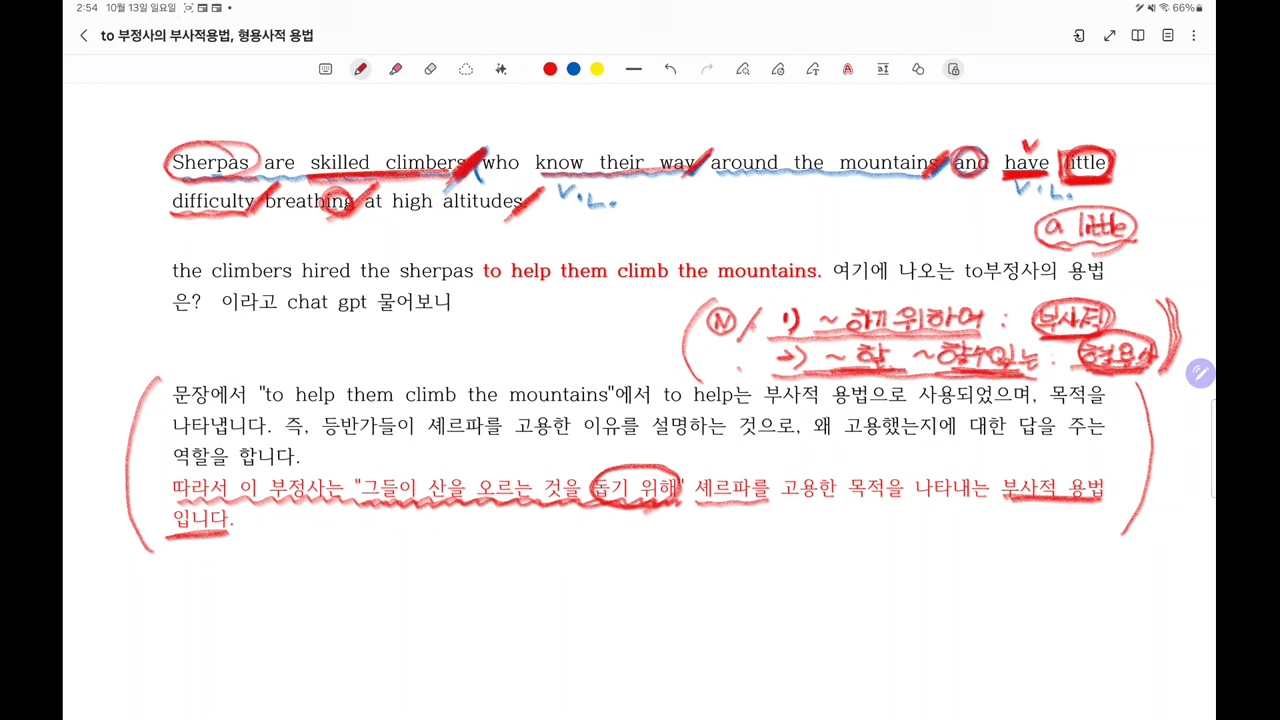 2:54 10월 13일 일요일 66%
to 부정사의 부사적용법, 형용사적 용법
Sherpas are skilled climbers who know their way around the mountains and have little
difficulty breathing at high altitudes.
V.L. V.L.
a little
the climbers hired the sherpas to help them climb the mountains. 여기에 나오는 to부정사의 용법
은? 이라고 chat gpt 물어보니
N / 1) ~ 하기 위하여 : 부사적
2) ~ 할 ~ 할수있는 : 형용사
문장에서 "to help them climb the mountains"에서 to help는 부사적 용법으로 사용되었으며, 목적을
나타냅니다. 즉, 등반가들이 셰르파를 고용한 이유를 설명하는 것으로, 왜 고용했는지에 대한 답을 주는
역할을 합니다.
따라서 이 부정사는 "그들이 산을 오르는 것을 돕기 위해" 셰르파를 고용한 목적을 나타내는 부사적 용법
입니다.